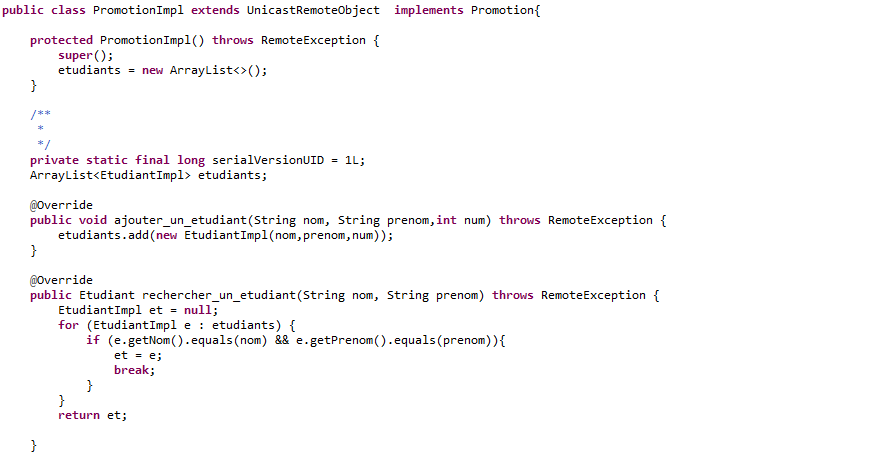 public class PromotionImpl extends UnicastRemoteObject  implements Promotion{
    protected PromotionImpl() throws RemoteException {
        super();
        etudiants = new ArrayList<>();
    }
    /**
     *
     */
    private static final long serialVersionUID = 1L;
    ArrayList<EtudiantImpl> etudiants;
    @Override
    public void ajouter_un_etudiant(String nom, String prenom,int num) throws RemoteException {
        etudiants.add(new EtudiantImpl(nom,prenom,num));
    }
    @Override
    public Etudiant rechercher_un_etudiant(String nom, String prenom) throws RemoteException {
        EtudiantImpl et = null;
        for (EtudiantImpl e : etudiants) {
            if (e.getNom().equals(nom) && e.getPrenom().equals(prenom)){
                et = e;
                break;
            }
        }
        return et;
    }